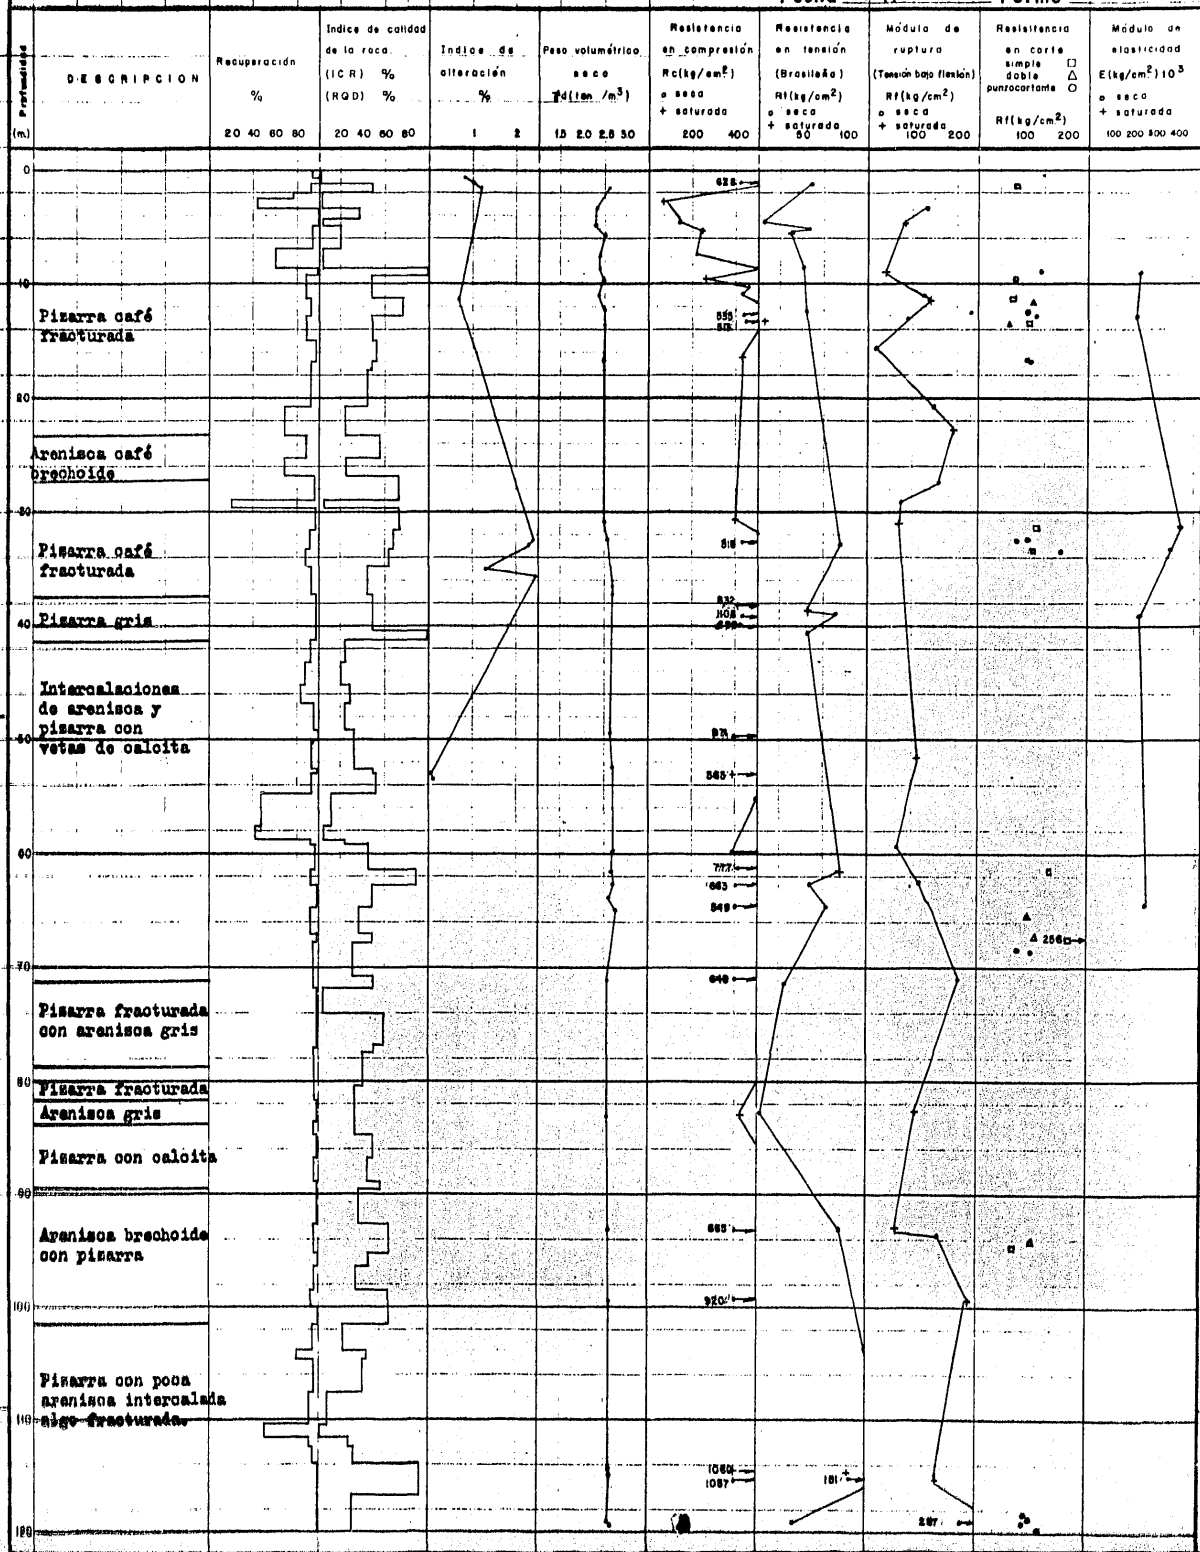 Profundidad
(m.)
DESCRIPCION
Recuperación
%
20 40 60 80
Indice de calidad
de la roca.
(ICR) %
(RQD) %
20 40 60 80
Indice de
alteración
%
1 2
Peso volumétrico
seco
(ton /m³)
1.5 2.0 2.5 3.0
Resistencia
en compresión
Rc(kg/cm²)
o seca
+ saturada
200 400
Resistencia
en tensión
(Brasileña)
Rt(kg/cm²)
o seca
+ saturada
50 100
Módulo de
ruptura
(Tensión bajo flexión)
Rf(kg/cm²)
o seca
+ saturada
100 200
Resistencia
en corte
simple □
doble △
punzocortante ○
Rf(kg/cm²)
100 200
Módulo de
elasticidad
E(kg/cm²)10³
o seca
+ saturada
100 200 300 400
0
10
Pizarra café
fracturada
20
Arenisca café
brechoide
30
Pizarra café
fracturada
Pizarra gris
40
Intercalaciones
de arenisca y
pizarra con
vetas de calcita
50
60
777
663
849
256
70
648
Pizarra fracturada
con arenisca gris
80
Pizarra fracturada
Arenisca gris
Pizarra con calcita
90
Arenisca brechoide
con pizarra
665
920
100
Pizarra con poca
arenisca intercalada
algo fracturada.
110
1060
1087
181
287
120